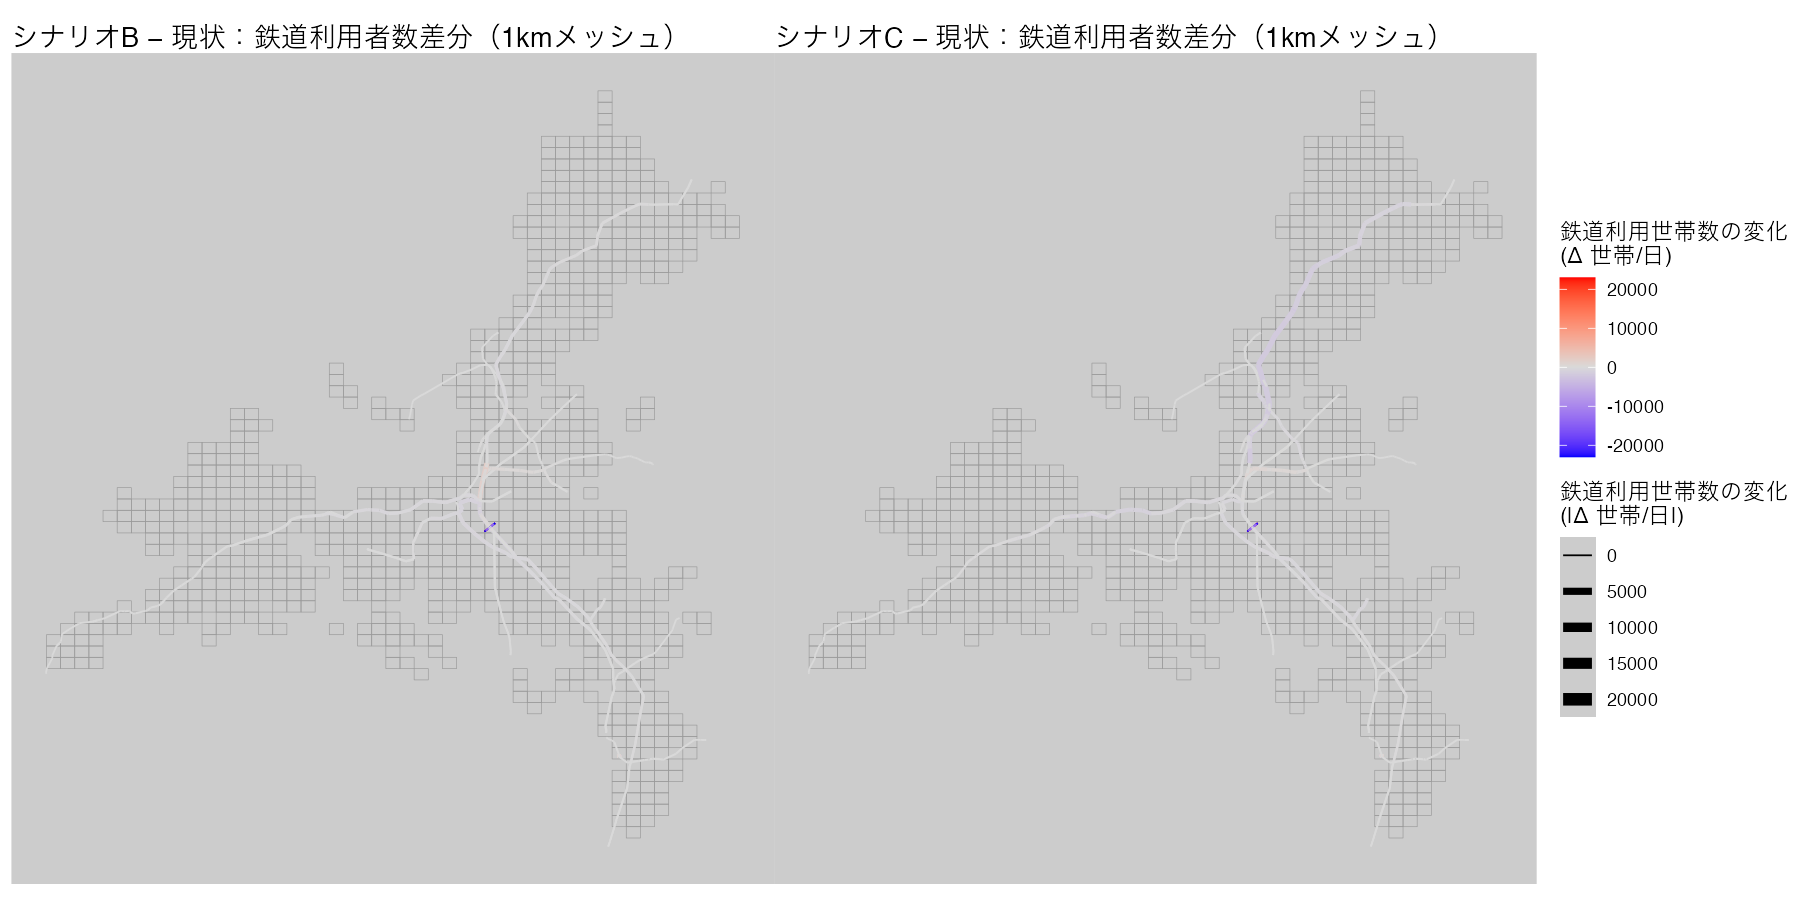 シナリオB – 現状：鉄道利用者数差分（1kmメッシュ）
シナリオC – 現状：鉄道利用者数差分（1kmメッシュ）
鉄道利用世帯数の変化
(Δ 世帯/日)
20000
10000
0
-10000
-20000
鉄道利用世帯数の変化
(|Δ 世帯/日|)
0
5000
10000
15000
20000